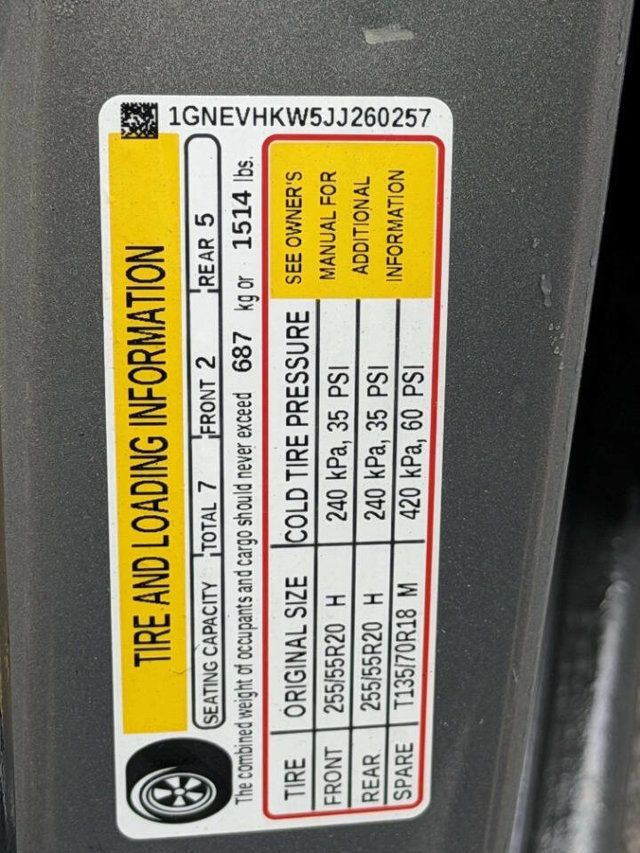 1GNEVHKW5JJ260257
TIRE AND LOADING INFORMATION
SEATING CAPACITY TOTAL 7 FRONT 2 REAR 5
The combined weight of occupants and cargo should never exceed 687 kg or 1514 lbs.
TIRE ORIGINAL SIZE COLD TIRE PRESSURE SEE OWNER'S
FRONT 255/55R20 H 240 kPa, 35 PSI MANUAL FOR
REAR 255/55R20 H 240 kPa, 35 PSI ADDITIONAL
SPARE T135/70R18 M 420 kPa, 60 PSI INFORMATION